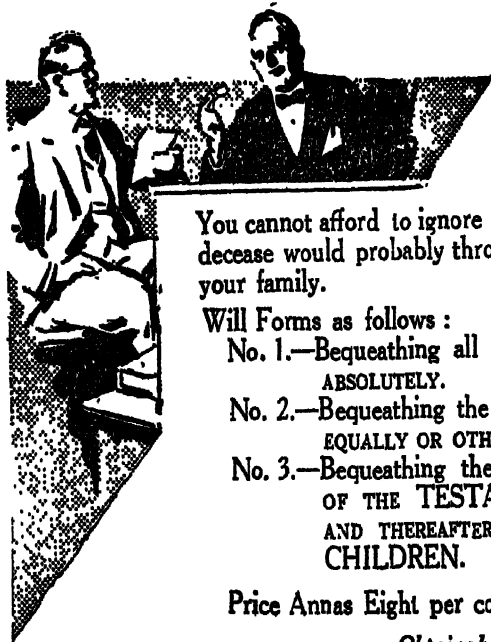 You cannot afford to ignore
decease would probably thro
your family.
Will Forms as follows :
No. 1.—Bequeathing all
ABSOLUTELY.
No. 2.—Bequeathing the
EQUALLY OR OTH
No. 3.—Bequeathing the
OF THE TESTA
AND THEREAFTER
CHILDREN.
Price Annas Eight per co